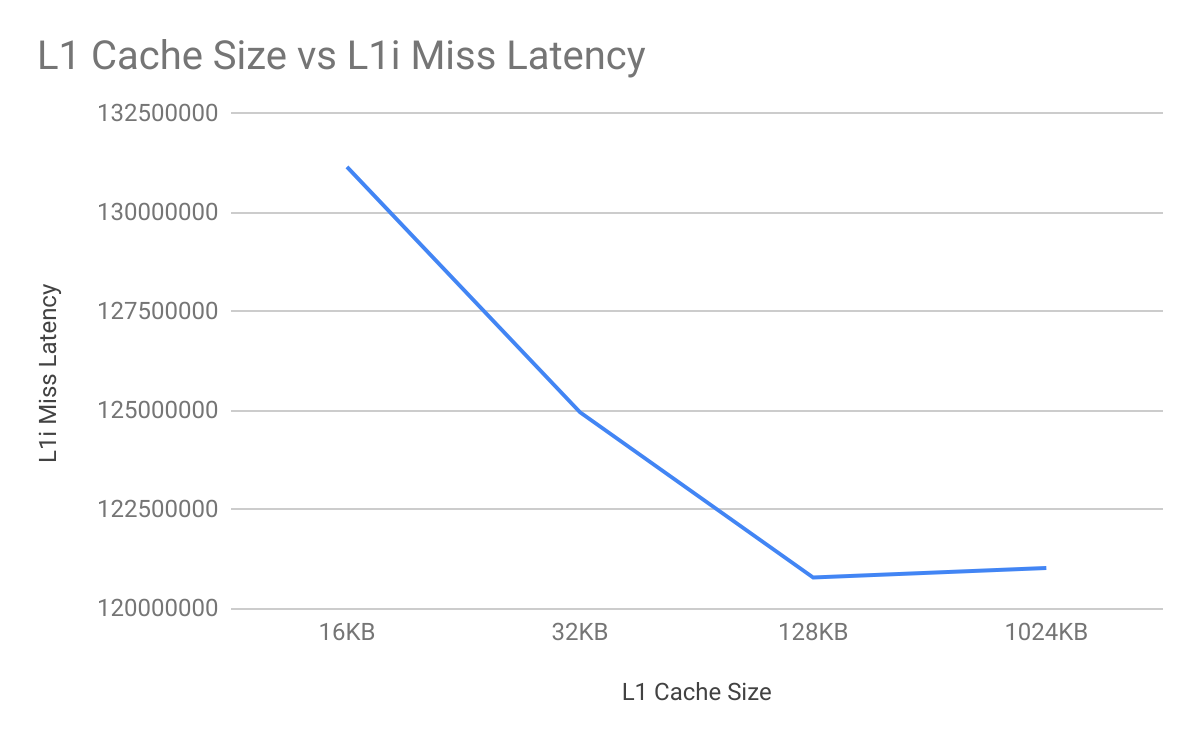 L1 Cache Size vs L1i Miss Latency
132500000
130000000
127500000
125000000
122500000
120000000
L1i Miss Latency
16KB
32KB
128KB
1024KB
L1 Cache Size